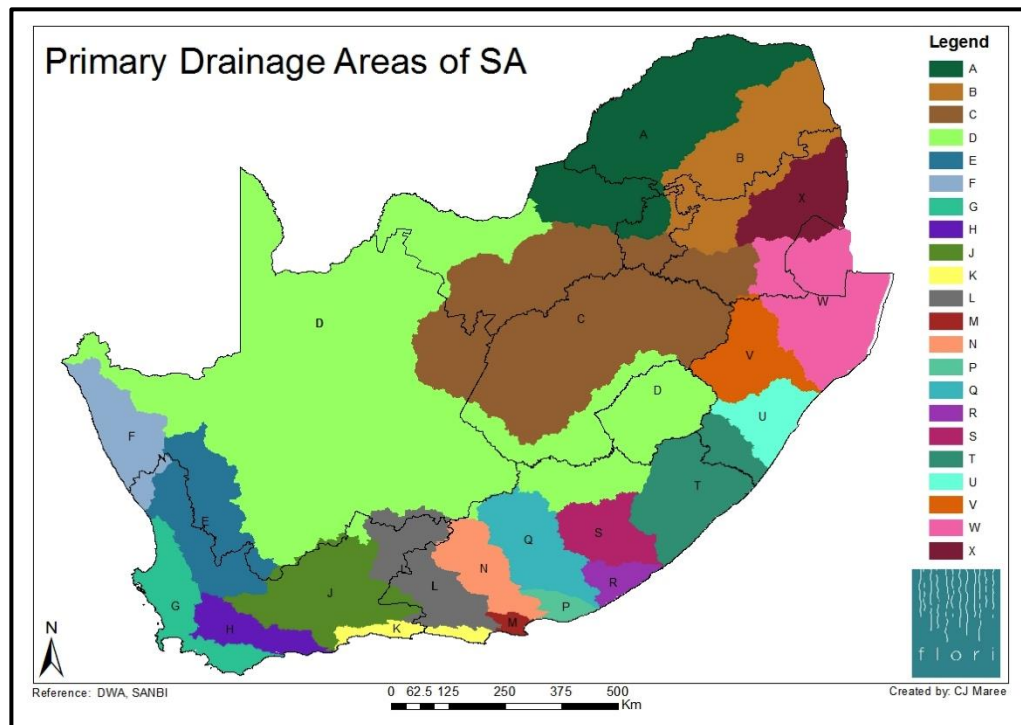 Primary Drainage Areas of SA
Legend
A
B
C
D
E
F
G
H
J
K
L
M
N
P
Q
R
S
T
U
V
W
X
A
B
X
C
W
D
V
D
U
F
T
E
S
Q
N
R
J
L
G
P
H
K
M
flori
N
Reference: DWA, SANBI
0 62.5 125 250 375 500
Km
Created by: CJ Maree